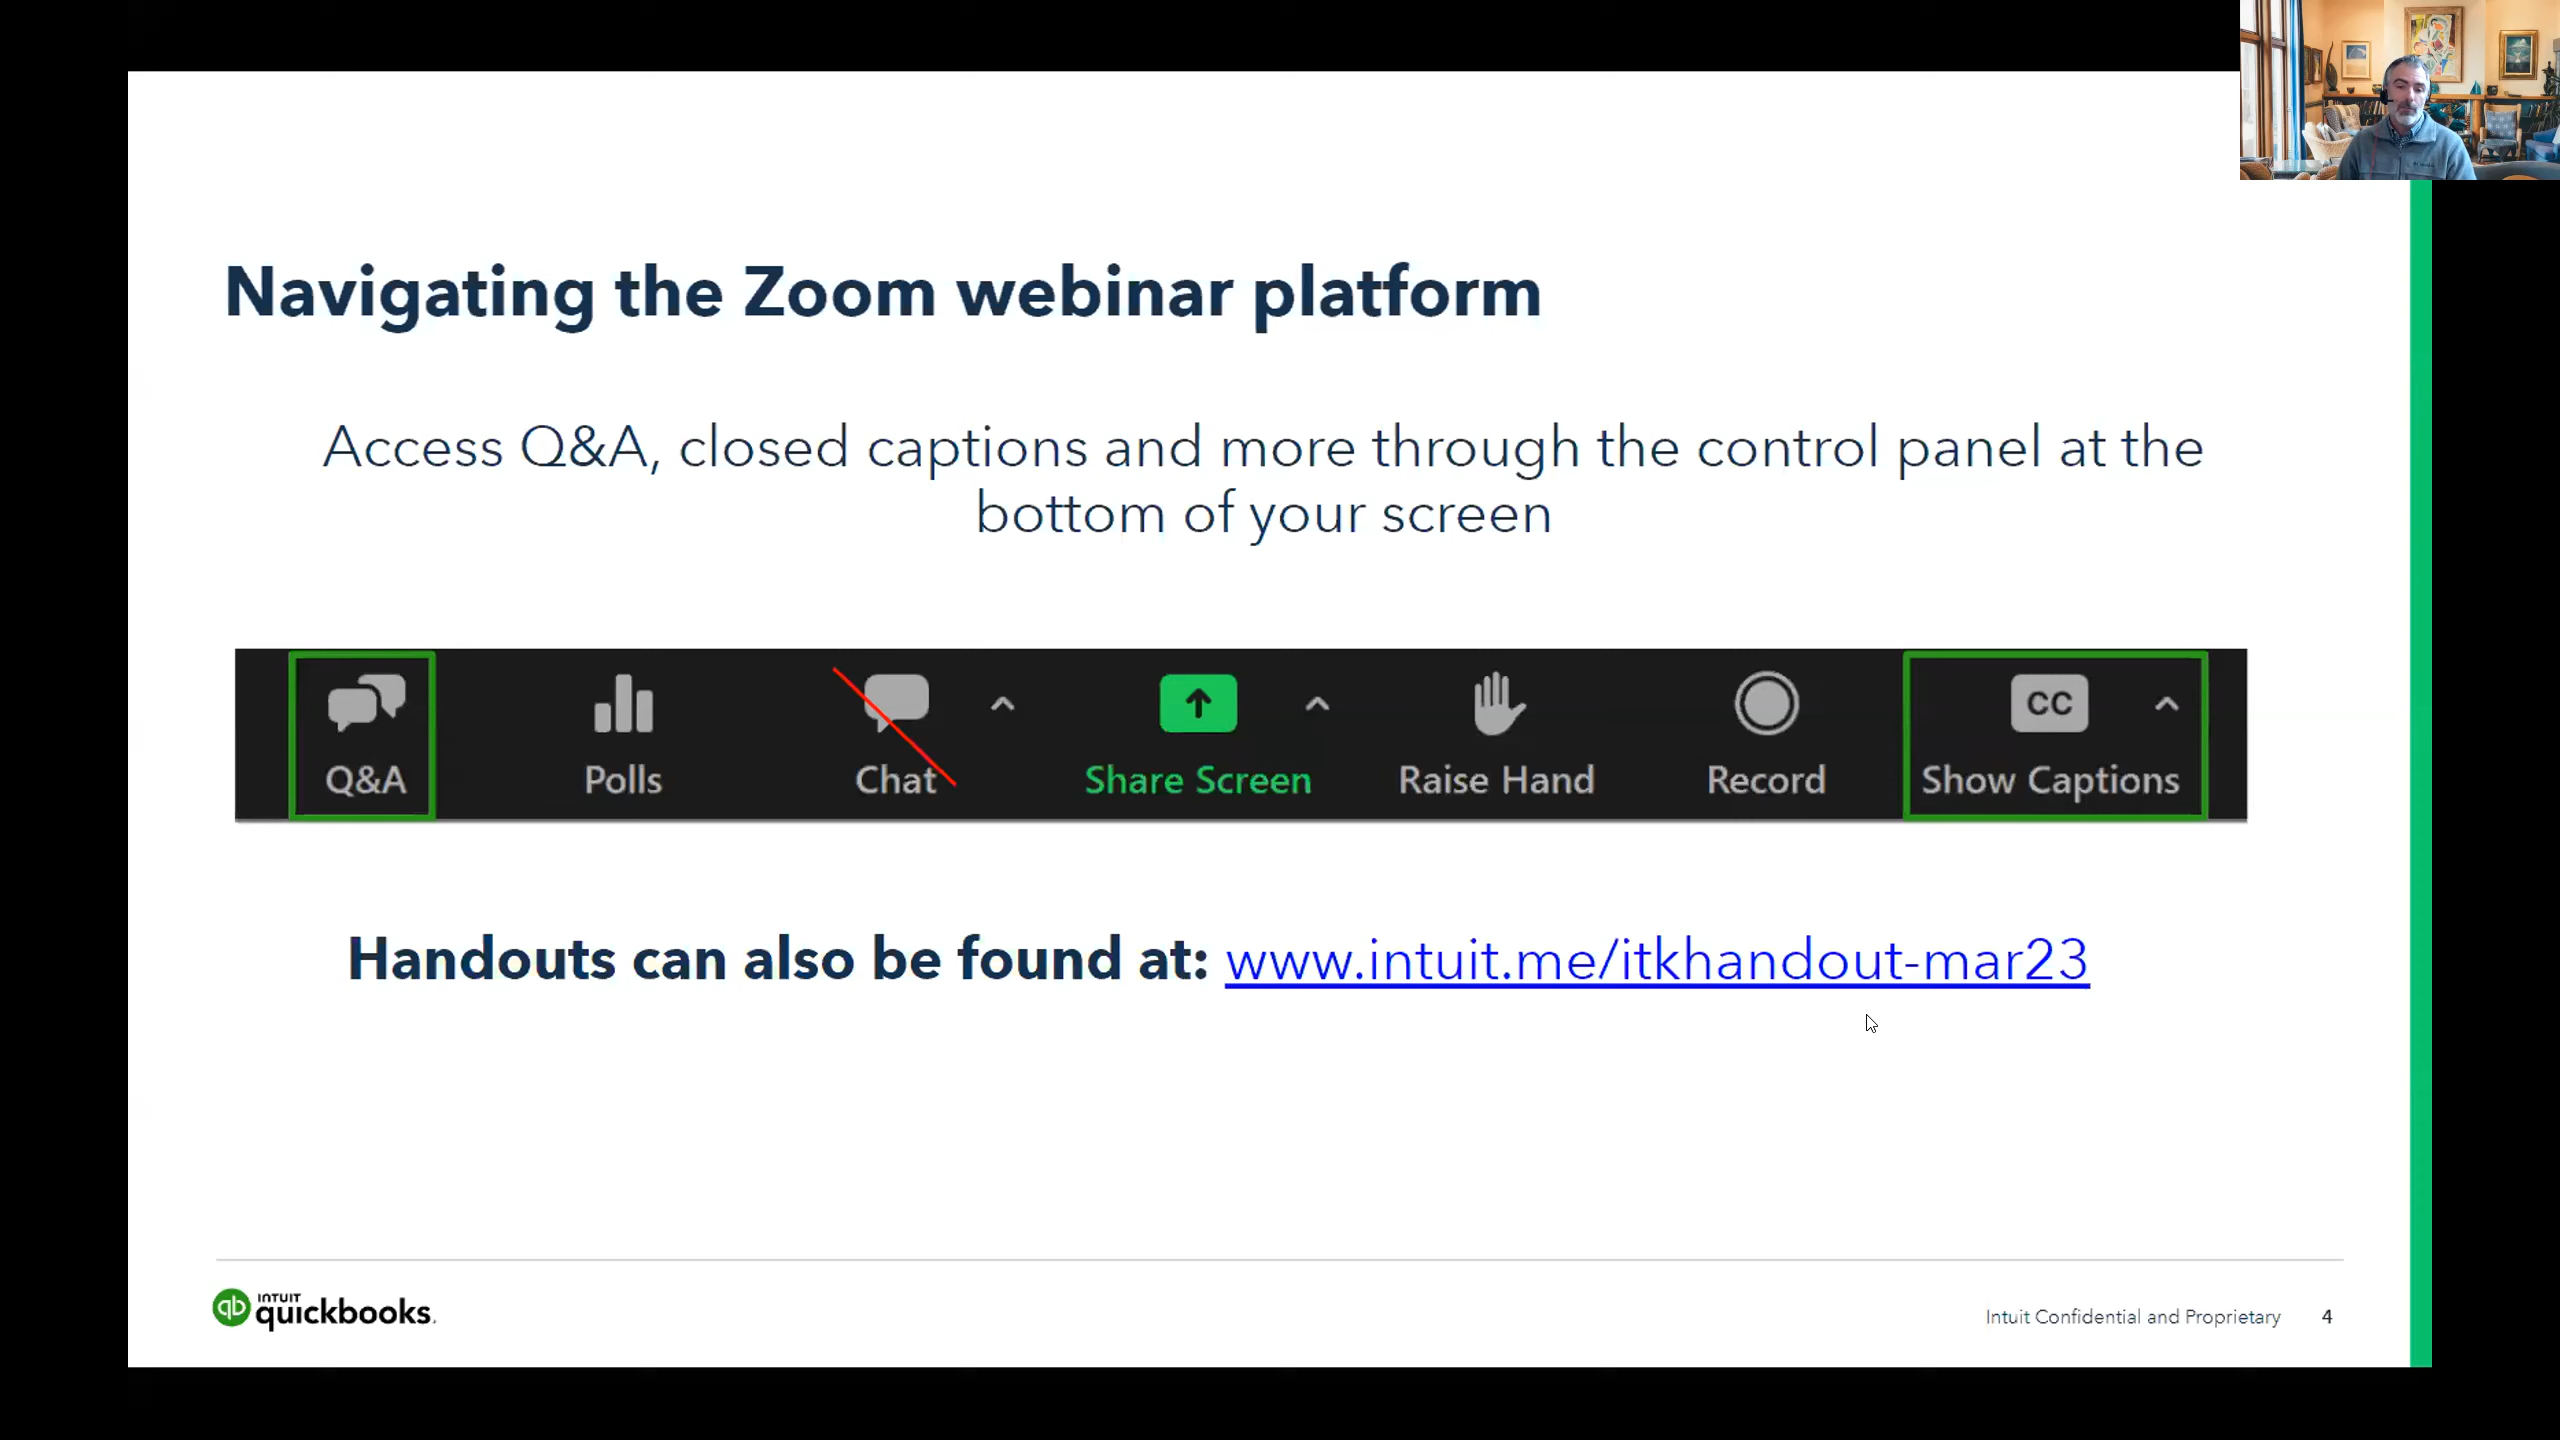 Navigating the Zoom webinar platform
Access Q&A, closed captions and more through the control panel at the
bottom of your screen
Q&A Polls Chat Share Screen Raise Hand Record CC Show Captions
Handouts can also be found at: www.intuit.me/itkhandout-mar23
qb INTUIT quickbooks.
Intuit Confidential and Proprietary 4